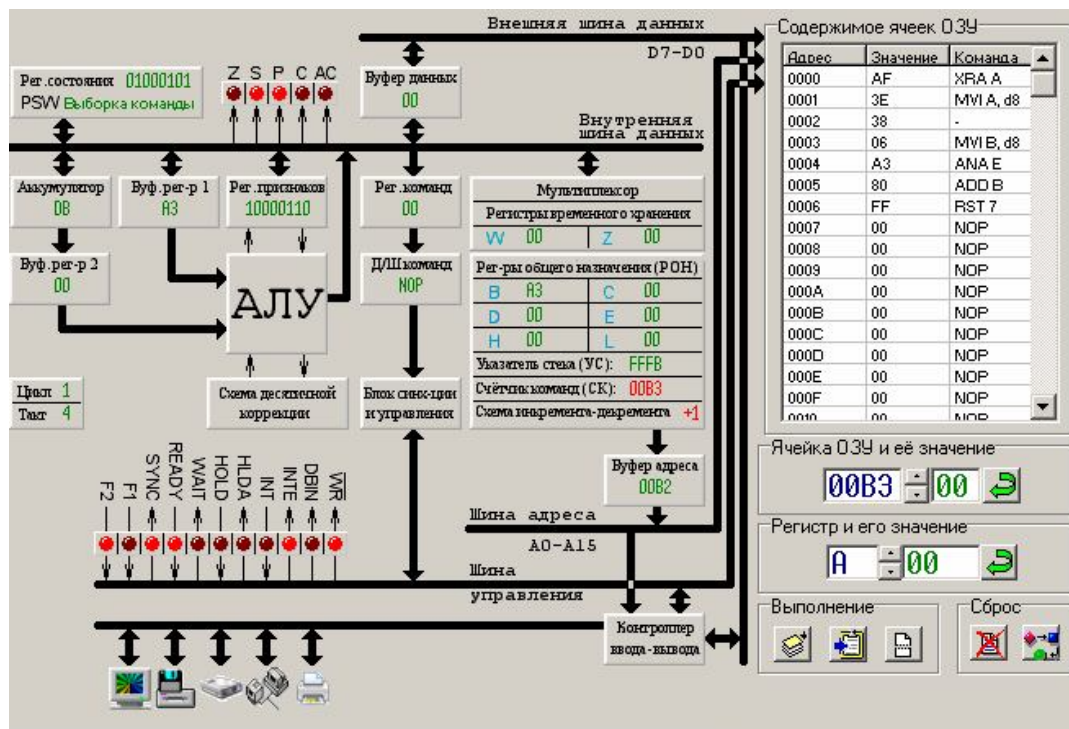 Внешняя шина данных
D7-D0
Рег.состояния 01000101
PSW Выборка команды
Z S P C AC
Буфер данных
00
Внутренняя
шина данных
Аккумулятор
DB
Буф.рег-р 1
A3
Рег.признаков
10000110
Рег.команд
00
Мультиплексор
Регистры временного хранения
W 00 Z 00
Буф.рег-р 2
00
АЛУ
Д/Ш команд
NOP
Рег-ры общего назначения (РОН)
B A3 C 00
D 00 E 00
H 00 L 00
Указатель стека (УС): FFFB
Счётчик команд (СК): 00B3
Схема инкремента-декремента +1
Цикл 1
Такт 4
Схема десятичной
коррекции
Блок синх-ции
и управления
Буфер адреса
00B2
F2 F1 SYNC READY WAIT HOLD HLDA INT INTE DBIN WR
Шина адреса
A0-A15
Шина
управления
Контроллер
ввода-вывода
Содержимое ячеек ОЗУ
Адрес Значение Команда
0000 AF XRA A
0001 3E MVI A, d8
0002 38 -
0003 06 MVI B, d8
0004 A3 ANA E
0005 80 ADD B
0006 FF RST 7
0007 00 NOP
0008 00 NOP
0009 00 NOP
000A 00 NOP
000B 00 NOP
000C 00 NOP
000D 00 NOP
000E 00 NOP
000F 00 NOP
0010 00 NOP
Ячейка ОЗУ и её значение
00B3 00
Регистр и его значение
A 00
Выполнение
Сброс